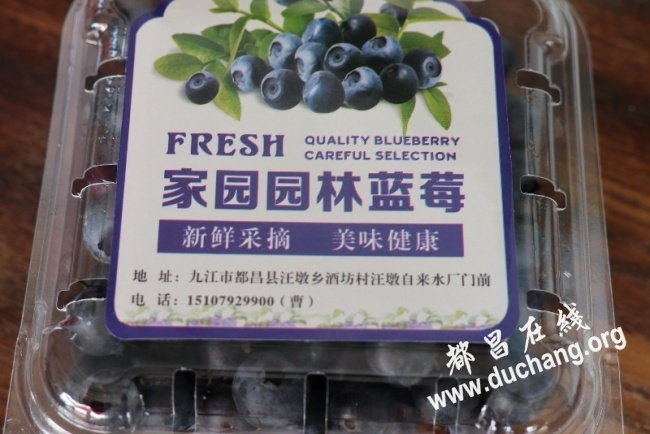 FRESH
QUALITY BLUEBERRY
CAREFUL SELECTION
家园园林蓝莓
新鲜采摘 美味健康
地 址：九江市都昌县汪墩乡酒坊村汪墩自来水厂门前
电 话：15107929900（曹）
都昌在线
www.duchang.org